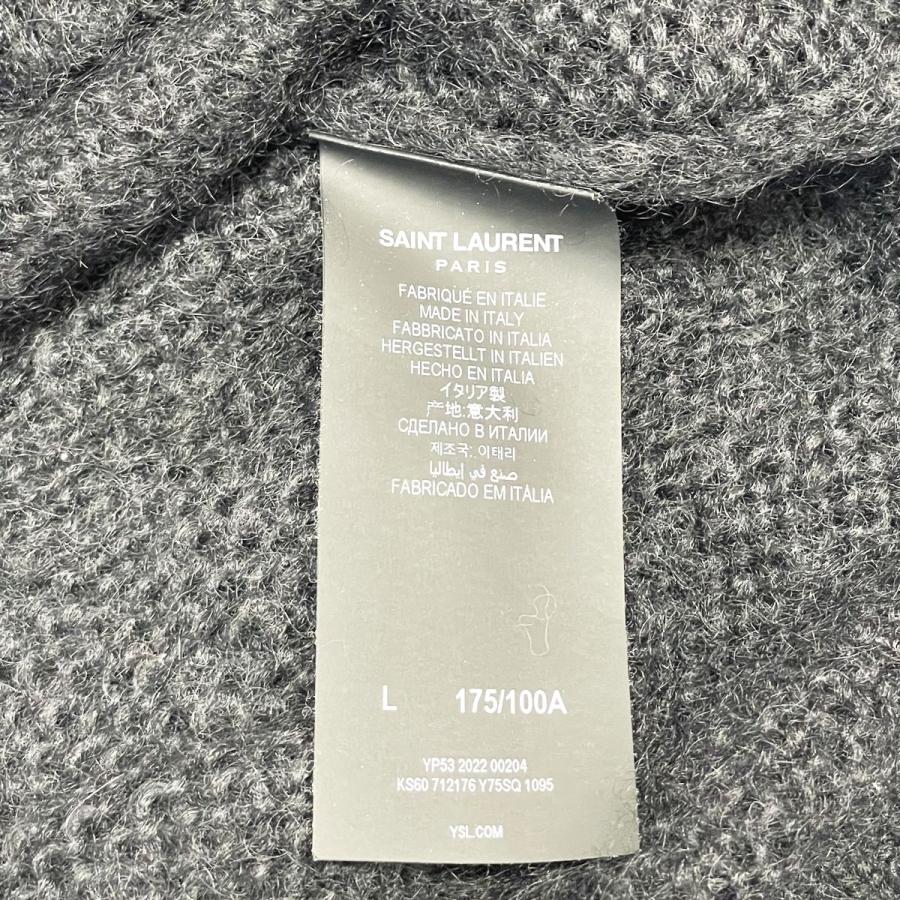 SAINT LAURENT
PARIS
FABRIQUÉ EN ITALIE
MADE IN ITALY
FABBRICATO IN ITALIA
HERGESTELLT IN ITALIEN
HECHO EN ITALIA
イタリア製
产地:意大利
СДЕЛАНО В ИТАЛИИ
제조국: 이태리
صنع في إيطاليا
FABRICADO EM ITÁLIA
L 175/100A
YP53 2022 00204
KS60 712176 Y75SQ 1095
YSL.COM